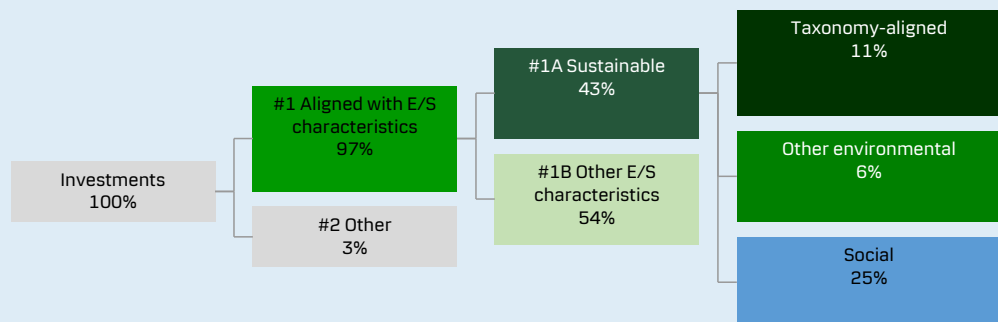 Investments
100%
#1 Aligned with E/S
characteristics
97%
#2 Other
3%
#1A Sustainable
43%
#1B Other E/S
characteristics
54%
Taxonomy-aligned
11%
Other environmental
6%
Social
25%